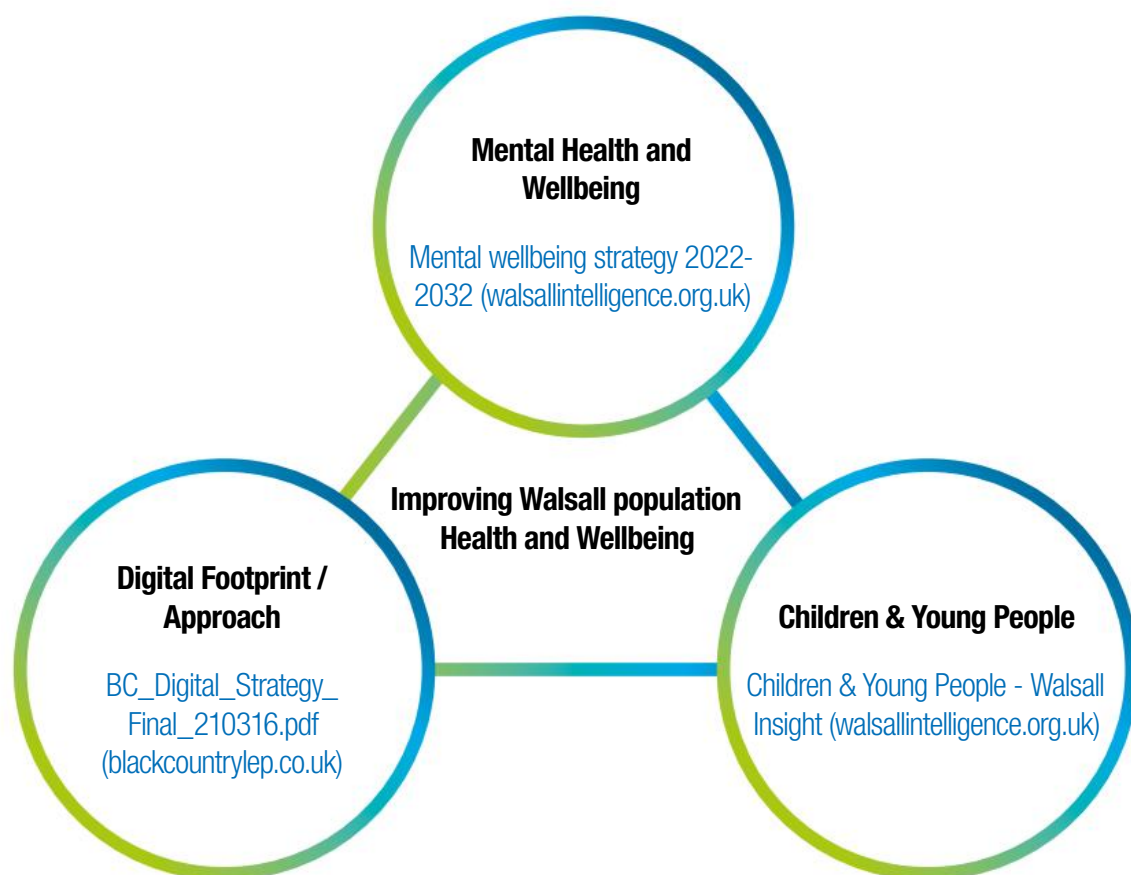 Mental Health and
Wellbeing
Mental wellbeing strategy 2022-
2032 (walsallintelligence.org.uk)
Improving Walsall population
Health and Wellbeing
Digital Footprint /
Approach
BC_Digital_Strategy_
Final_210316.pdf
(blackcountrylep.co.uk)
Children & Young People
Children & Young People - Walsall
Insight (walsallintelligence.org.uk)